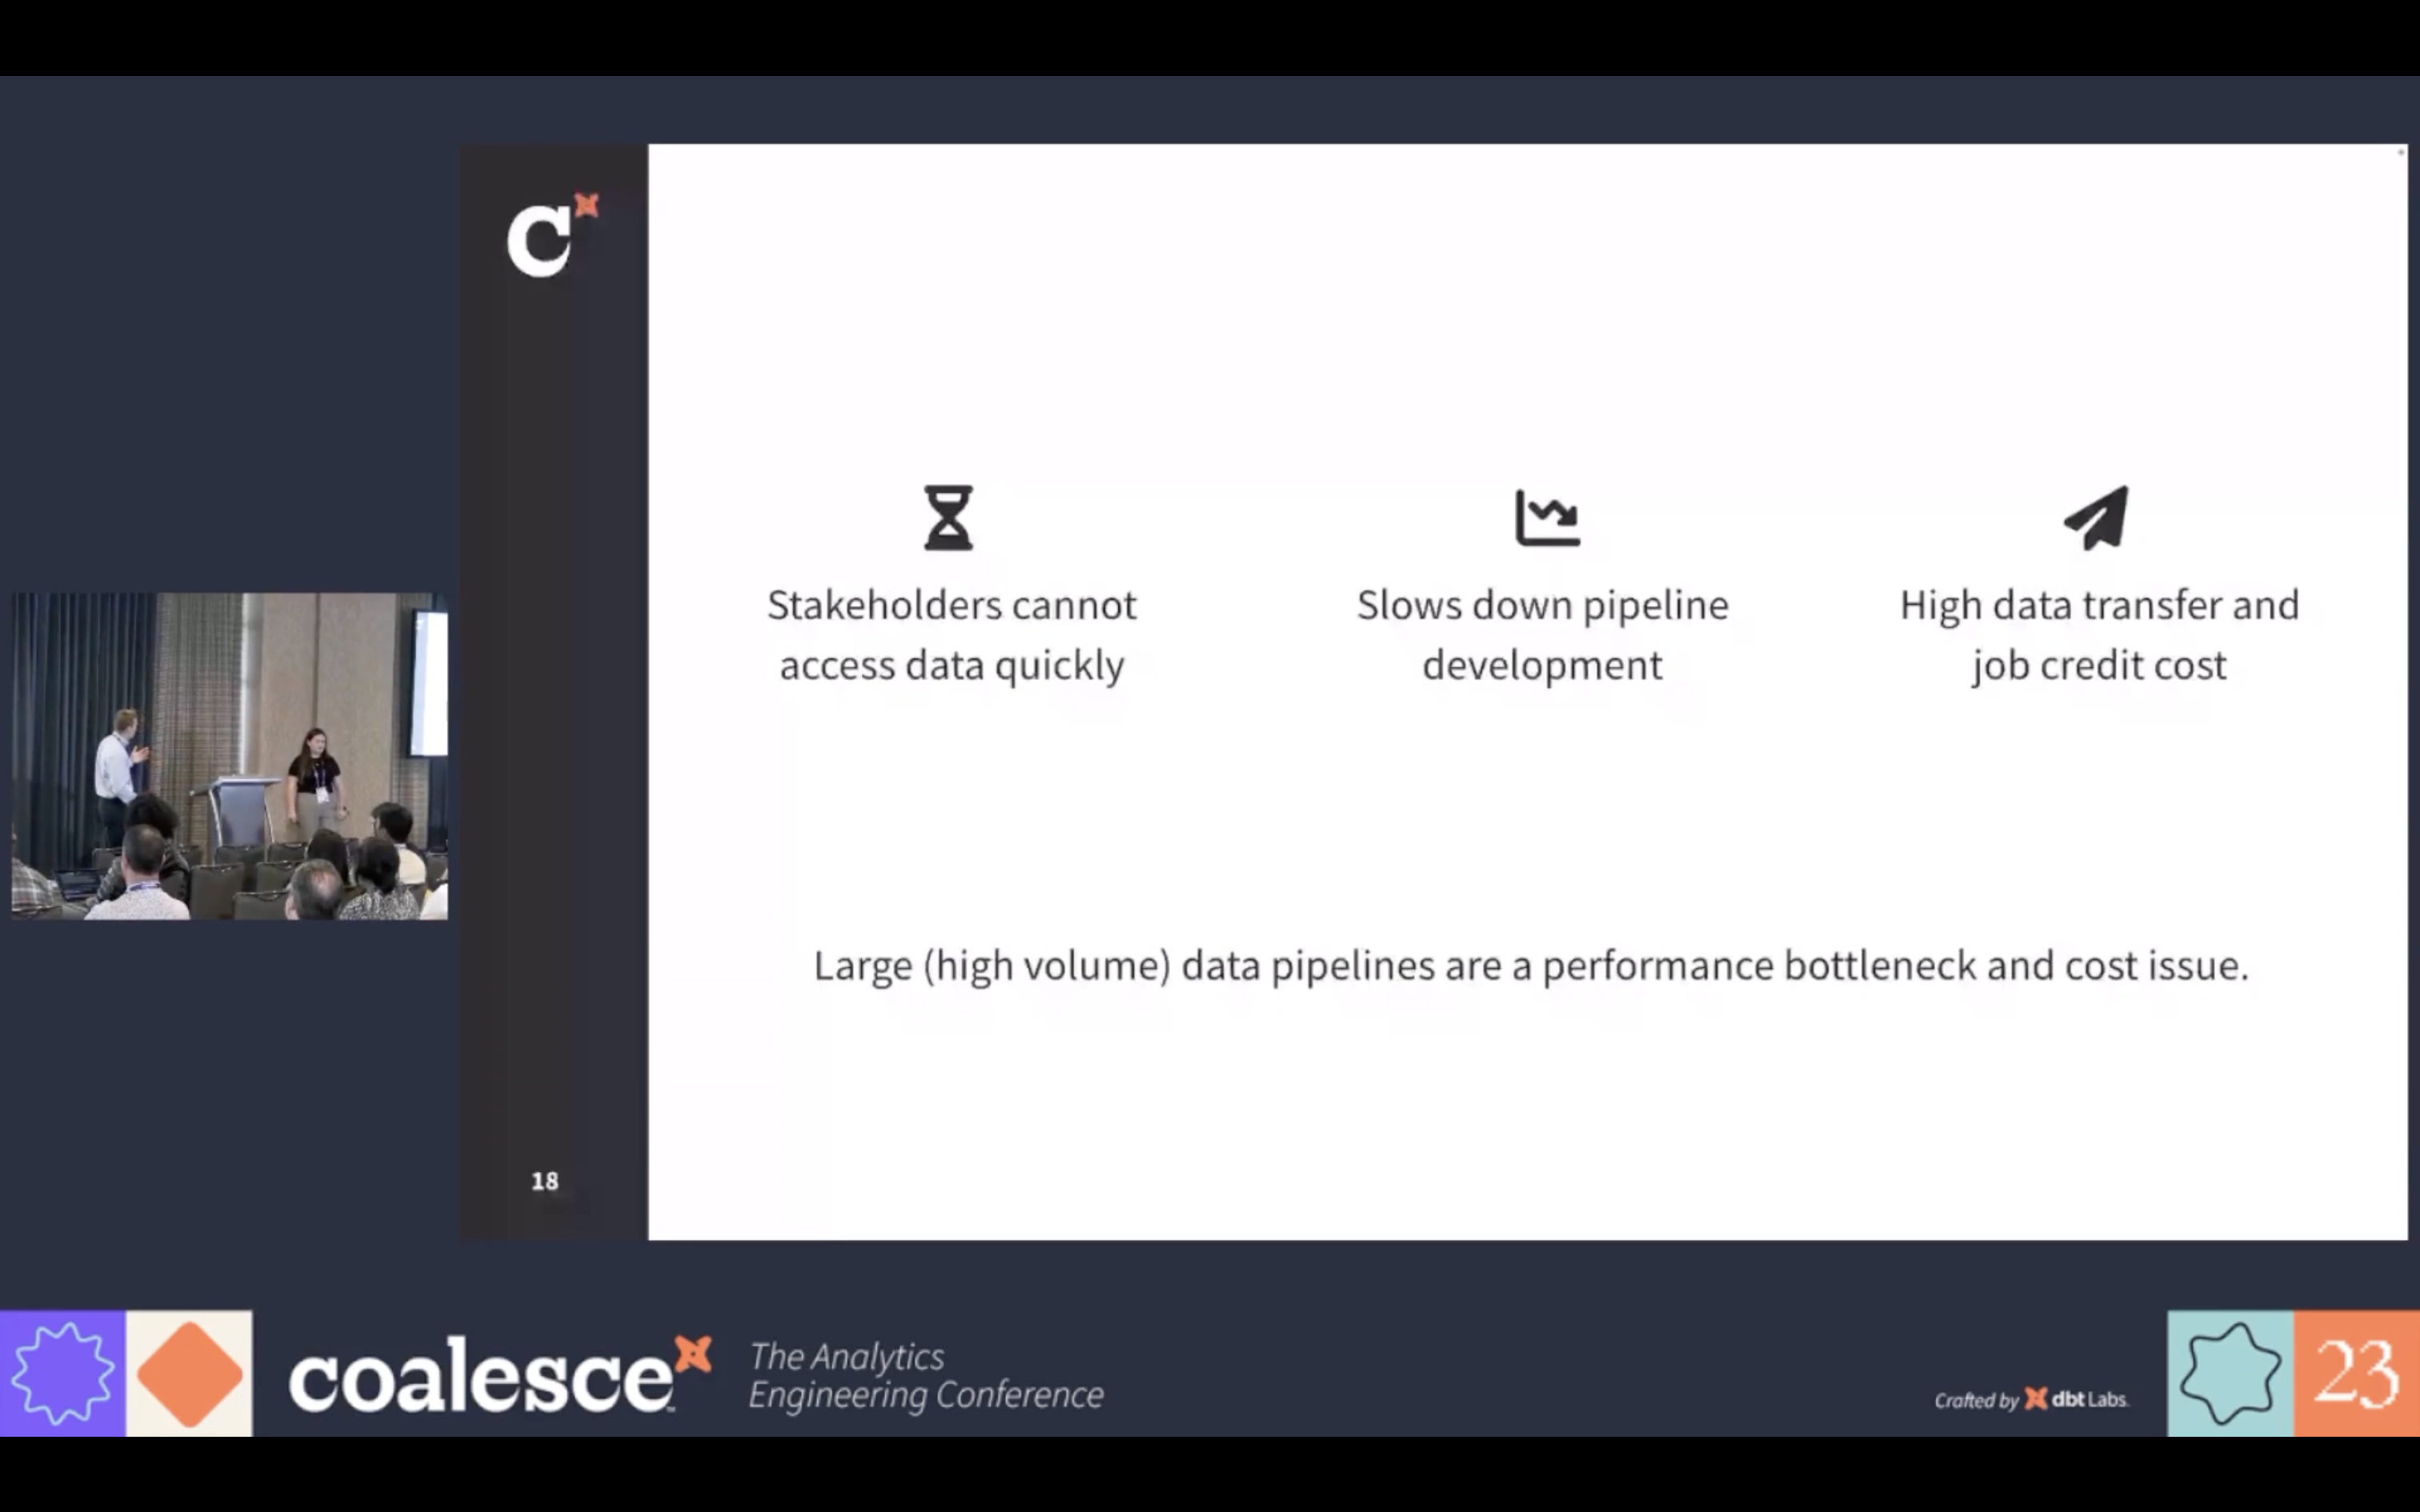 C
Stakeholders cannot
access data quickly
Slows down pipeline
development
High data transfer and
job credit cost
Large (high volume) data pipelines are a performance bottleneck and cost issue.
18
coalesce
The Analytics
Engineering Conference
Crafted by dbt Labs
23